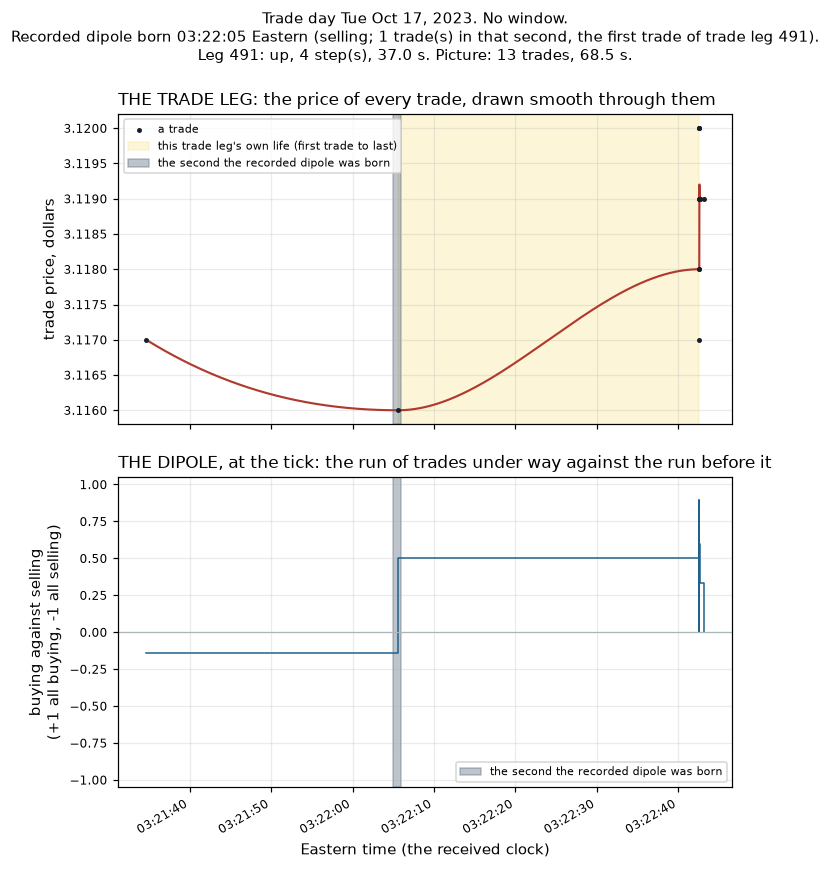 Trade day Tue Oct 17, 2023. No window.
Recorded dipole born 03:22:05 Eastern (selling; 1 trade(s) in that second, the first trade of trade leg 491).
Leg 491: up, 4 step(s), 37.0 s. Picture: 13 trades, 68.5 s.
THE TRADE LEG: the price of every trade, drawn smooth through them
a trade
this trade leg's own life (first trade to last)
the second the recorded dipole was born
3.1200
3.1195
3.1190
3.1185
3.1180
3.1175
3.1170
3.1165
3.1160
trade price, dollars
THE DIPOLE, at the tick: the run of trades under way against the run before it
1.00
0.75
0.50
0.25
0.00
−0.25
−0.50
−0.75
−1.00
buying against selling
(+1 all buying, -1 all selling)
the second the recorded dipole was born
03:21:40
03:21:50
03:22:00
03:22:10
03:22:20
03:22:30
03:22:40
Eastern time (the received clock)